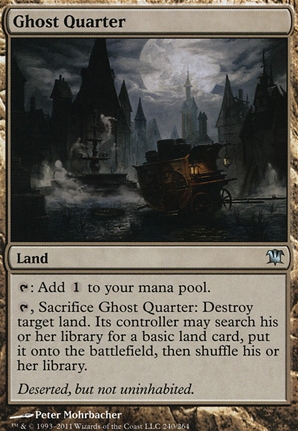 Ghost Quarter
Land
: Add 1 to your mana pool.
, Sacrifice Ghost Quarter: Destroy
target land. Its controller may search his
or her library for a basic land card, put
it onto the battlefield, then shuffle his or
her library.
Deserted, but not uninhabited.
Peter Mohrbacher
™ & © 1993–2011 Wizards of the Coast LLC 240/264